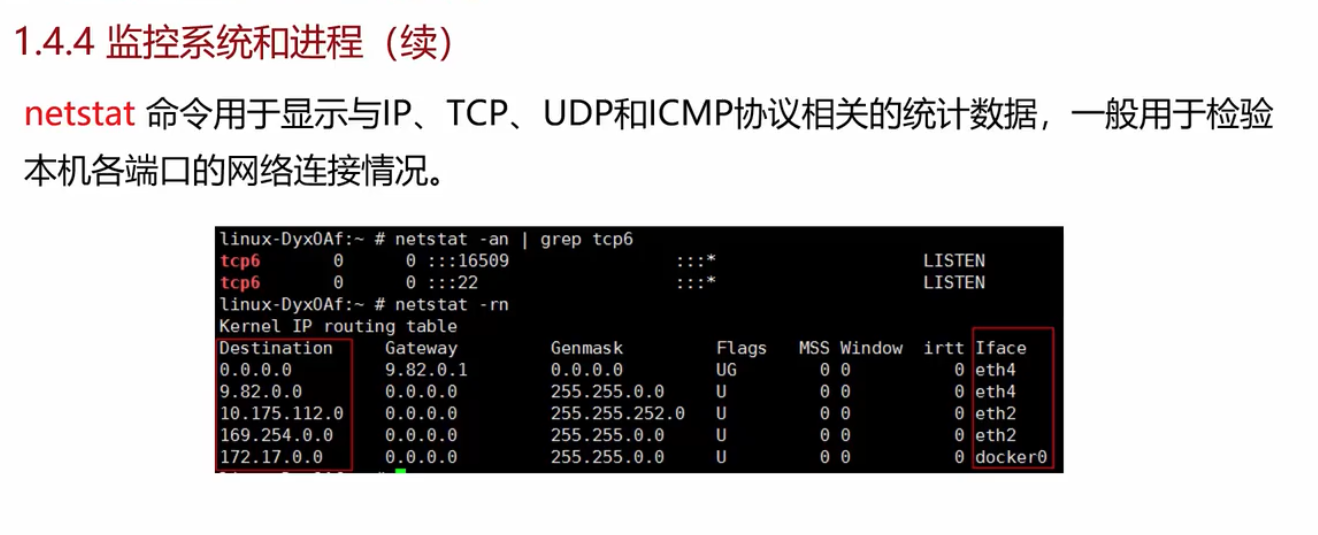 1.4.4 监控系统和进程（续）
netstat 命令用于显示与IP、TCP、UDP和ICMP协议相关的统计数据，一般用于检验
本机各端口的网络连接情况。
linux-DyxOAf:~ # netstat -an | grep tcp6
tcp6 0 0 :::16509 :::* LISTEN
tcp6 0 0 :::22 :::* LISTEN
linux-DyxOAf:~ # netstat -rn
Kernel IP routing table
Destination Gateway Genmask Flags MSS Window irtt Iface
0.0.0.0 9.82.0.1 0.0.0.0 UG 0 0 0 eth4
9.82.0.0 0.0.0.0 255.255.0.0 U 0 0 0 eth4
10.175.112.0 0.0.0.0 255.255.252.0 U 0 0 0 eth2
169.254.0.0 0.0.0.0 255.255.0.0 U 0 0 0 eth2
172.17.0.0 0.0.0.0 255.255.0.0 U 0 0 0 docker0